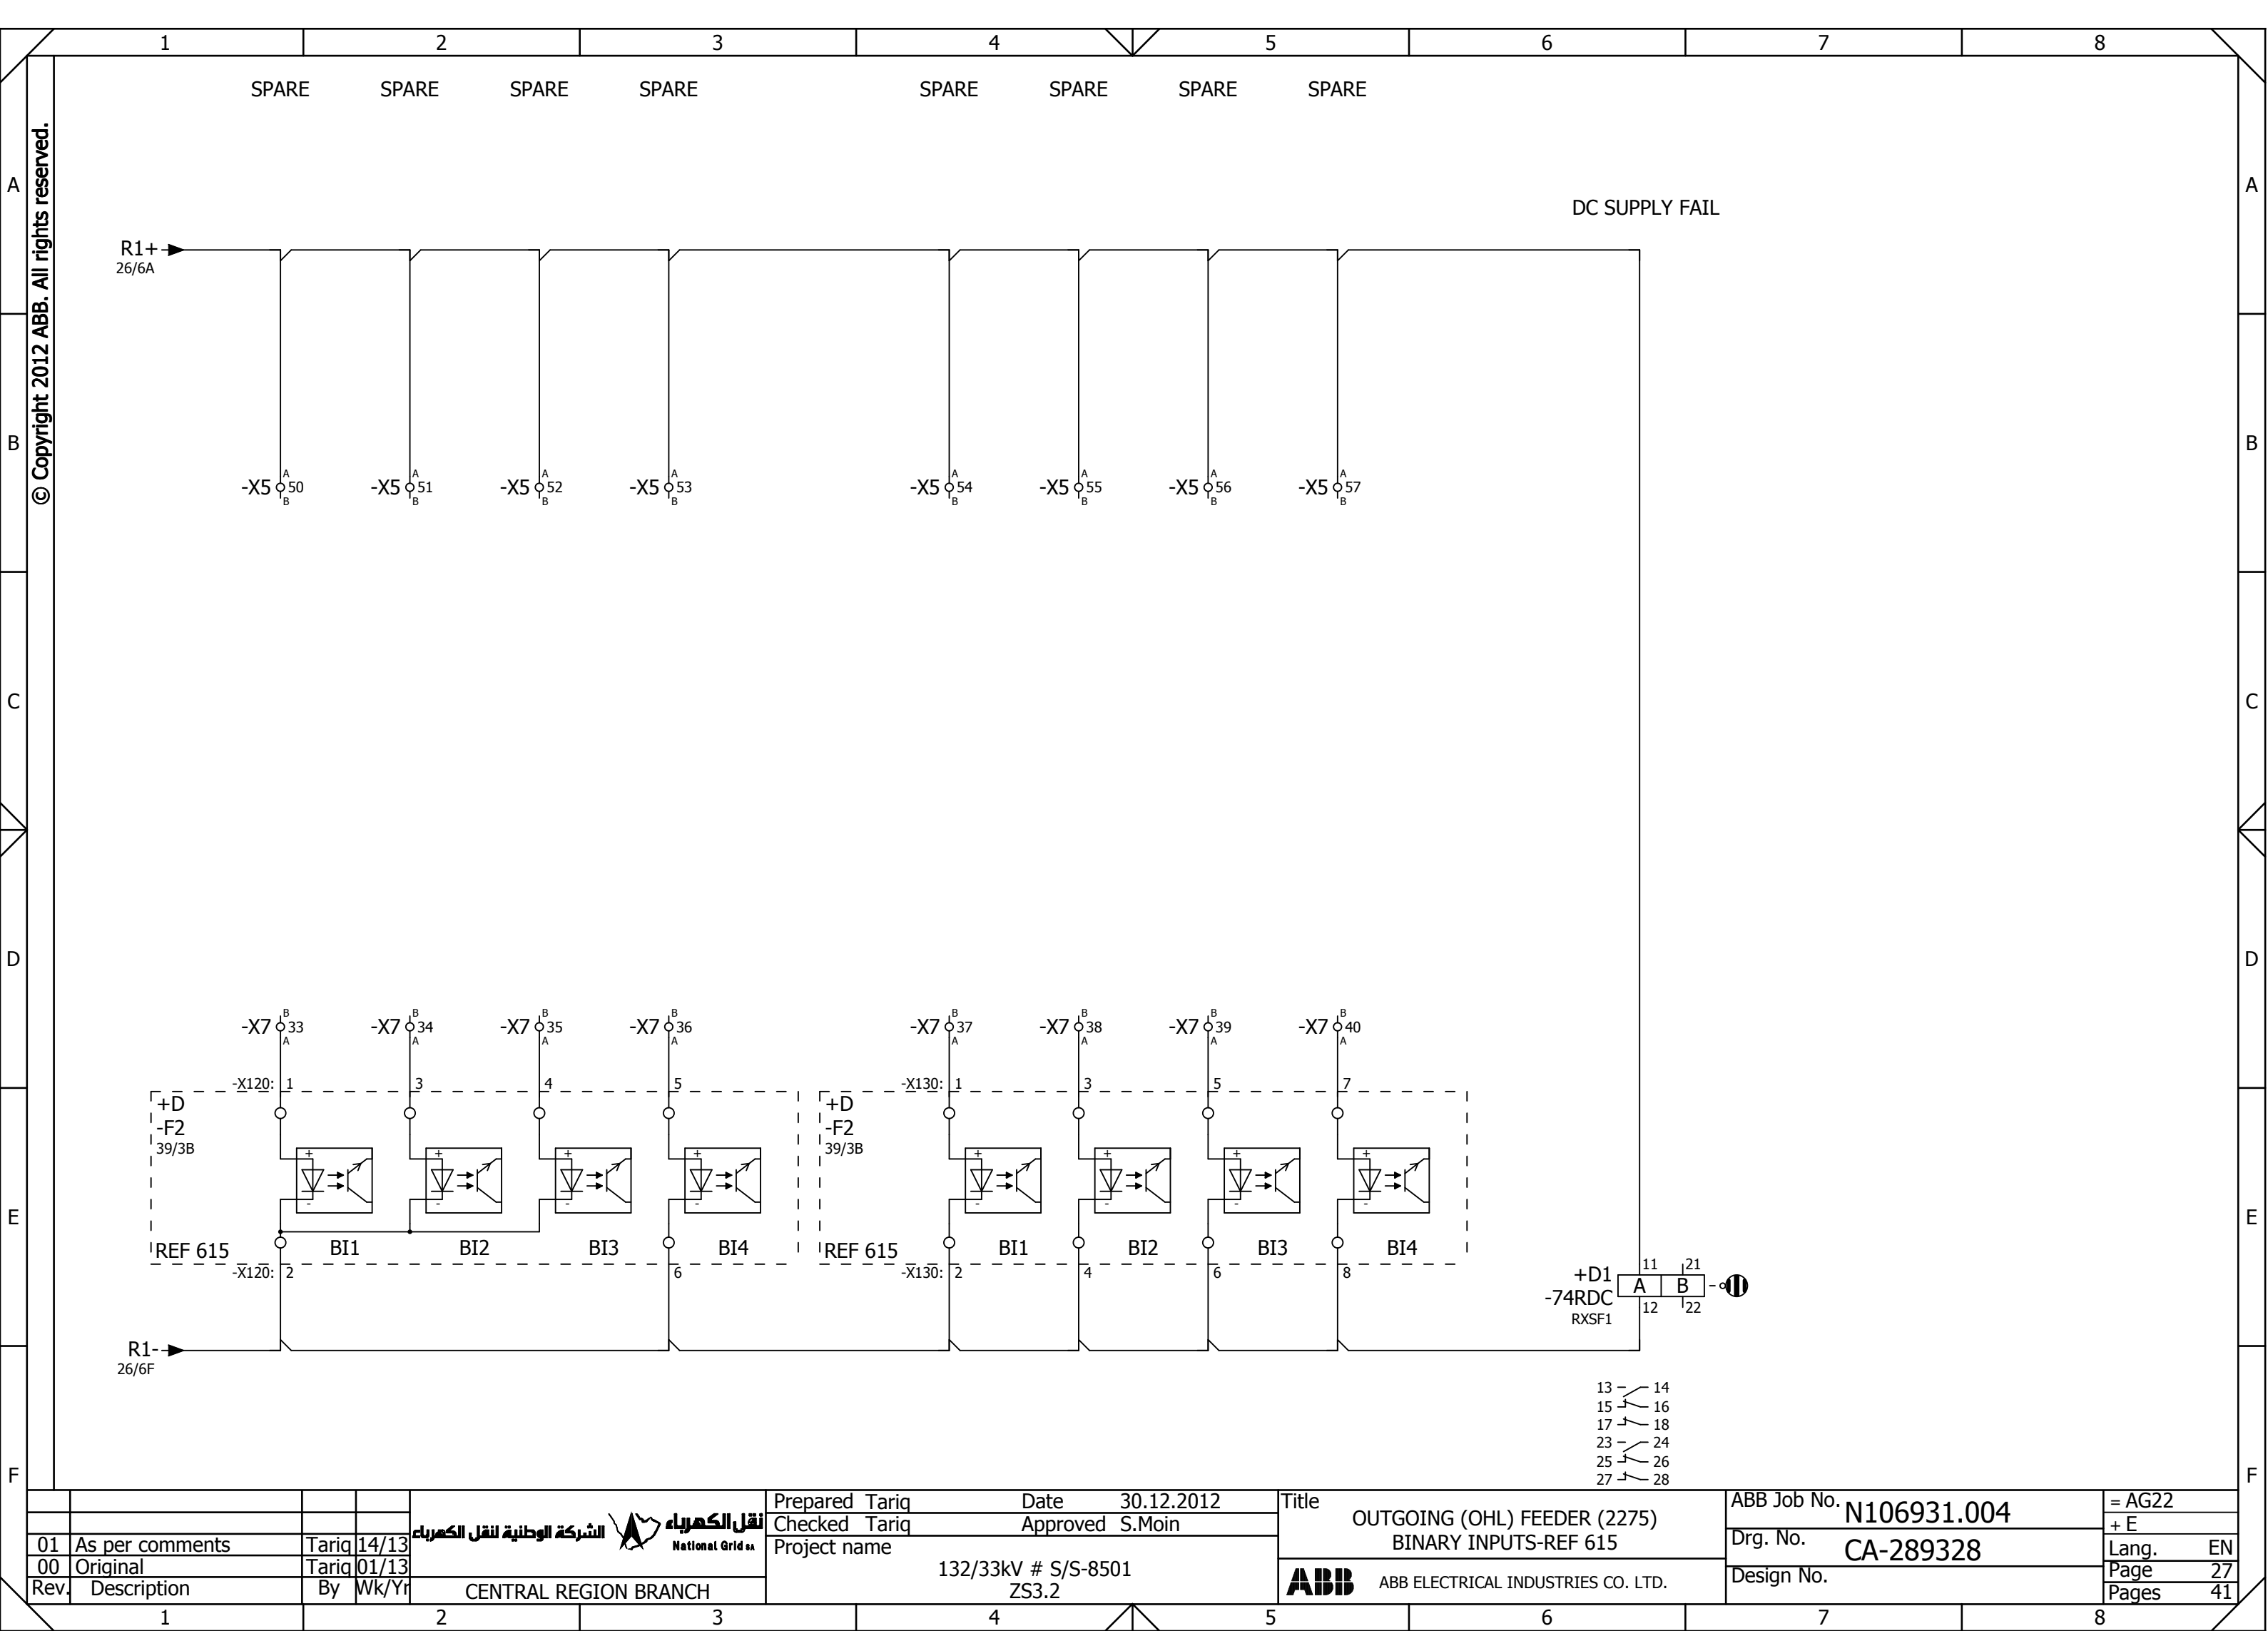 1 2 3 4 5 6 7 8
SPARE SPARE SPARE SPARE SPARE SPARE SPARE SPARE
© Copyright 2012 ABB. All rights reserved.
A A
DC SUPPLY FAIL
R1+
26/6A
B B
A A A A A A A A
-X5 50 -X5 51 -X5 52 -X5 53 -X5 54 -X5 55 -X5 56 -X5 57
B B B B B B B B
C C
D D
B B B B B B B B
-X7 33 -X7 34 -X7 35 -X7 36 -X7 37 -X7 38 -X7 39 -X7 40
A A A A A A A A
-X120: 1 3 4 5 -X130: 1 3 5 7
+D +D
-F2 -F2
39/3B 39/3B
+ + + + + + + +
- - - - - - - -
E E
REF 615 BI1 BI2 BI3 BI4 REF 615 BI1 BI2 BI3 BI4
-X120: 2 6 -X130: 2 4 6 8
11 21
+D1 A B
-74RDC 12 22
RXSF1
R1-
26/6F
13 14
15 16
17 18
23 24
25 26
27 28
F F
01 As per comments Tariq 14/13
00 Original Tariq 01/13
Rev. Description By Wk/Yr
الشركة الوطنية لنقل الكهرباء
نقل الكهرباء
National Grid SA
CENTRAL REGION BRANCH
Prepared Tariq Date 30.12.2012
Checked Tariq Approved S.Moin
Project name
132/33kV # S/S-8501
ZS3.2
Title
OUTGOING (OHL) FEEDER (2275)
BINARY INPUTS-REF 615
ABB ABB ELECTRICAL INDUSTRIES CO. LTD.
ABB Job No. N106931.004
Drg. No. CA-289328
Design No.
= AG22
+ E
Lang. EN
Page 27
Pages 41
1 2 3 4 5 6 7 8